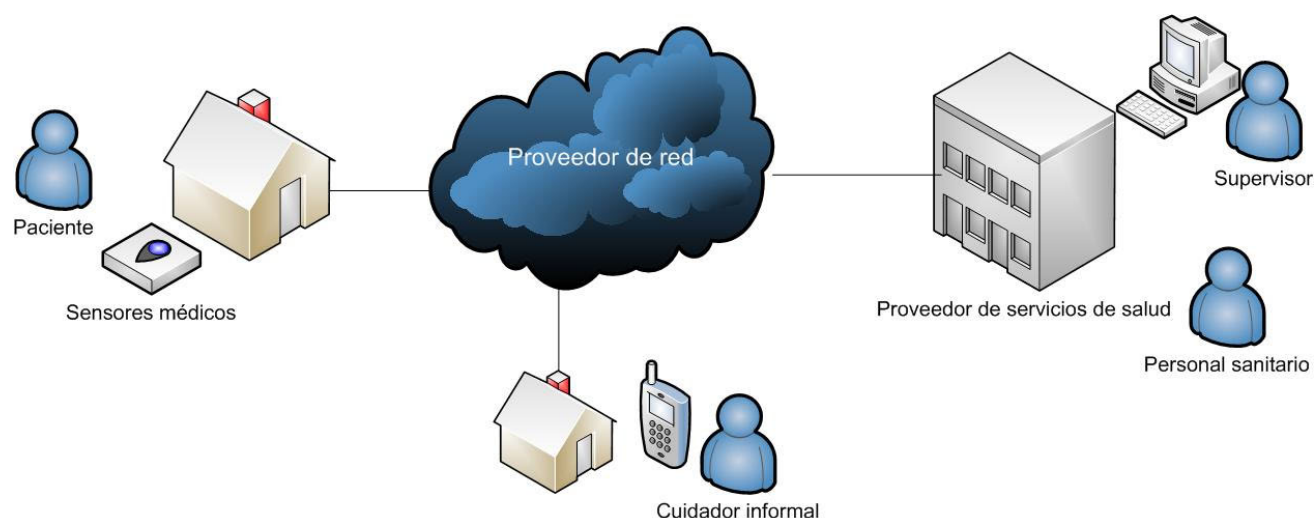 Proveedor de red
Paciente
Sensores médicos
Supervisor
Proveedor de servicios de salud
Personal sanitario
Cuidador informal